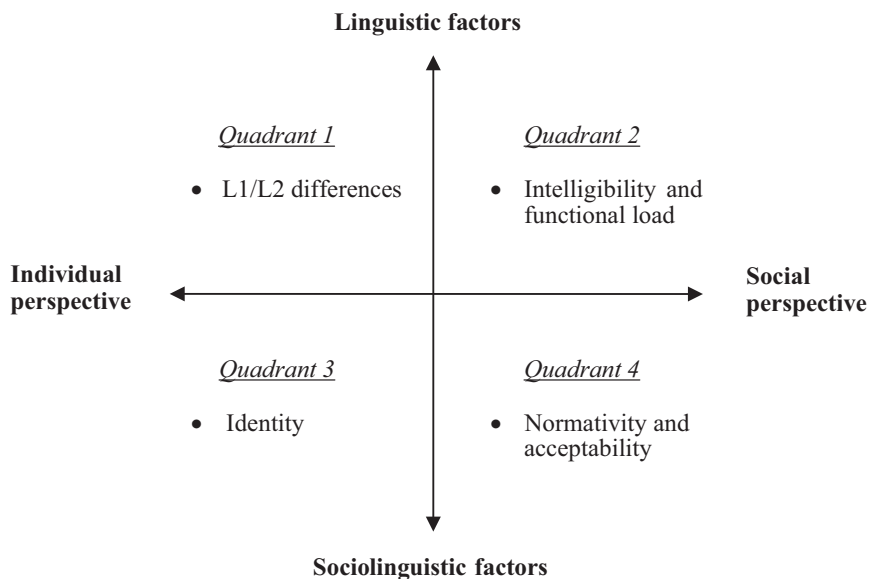 Linguistic factors
Quadrant 1
• L1/L2 differences
Quadrant 2
• Intelligibility and
functional load
Individual
perspective
Social
perspective
Quadrant 3
• Identity
Quadrant 4
• Normativity and
acceptability
Sociolinguistic factors